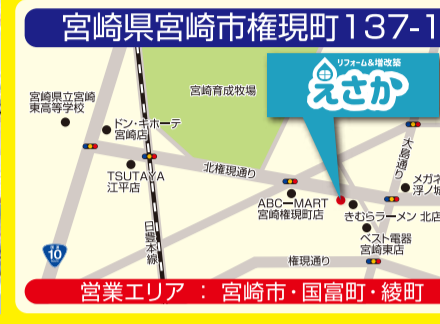 宮崎県宮崎市権現町137-1
リフォーム&増改築
えさか
宮崎育成牧場
宮崎県立宮崎
東高等学校
ドン・キホーテ
宮崎店
TSUTAYA
江平店
北権現通り
大島通り
メガネ
浮ノ城
ABC-MART
宮崎権現町店
きむらラーメン 北店
ベスト電器
宮崎東店
日豊本線
10
権現通り
営業エリア : 宮崎市・国富町・綾町